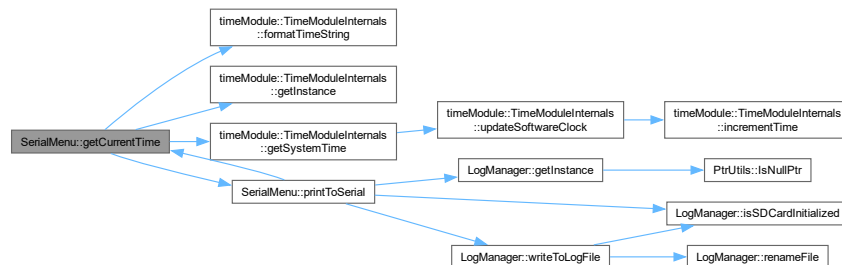 timeModule::TimeModuleInternals
::formatTimeString
timeModule::TimeModuleInternals
::getInstance
SerialMenu::getCurrentTime
timeModule::TimeModuleInternals
::getSystemTime
timeModule::TimeModuleInternals
::updateSoftwareClock
timeModule::TimeModuleInternals
::incrementTime
SerialMenu::printToSerial
LogManager::getInstance
PtrUtils::IsNullPtr
LogManager::isSDCardInitialized
LogManager::writeToLogFile
LogManager::renameFile